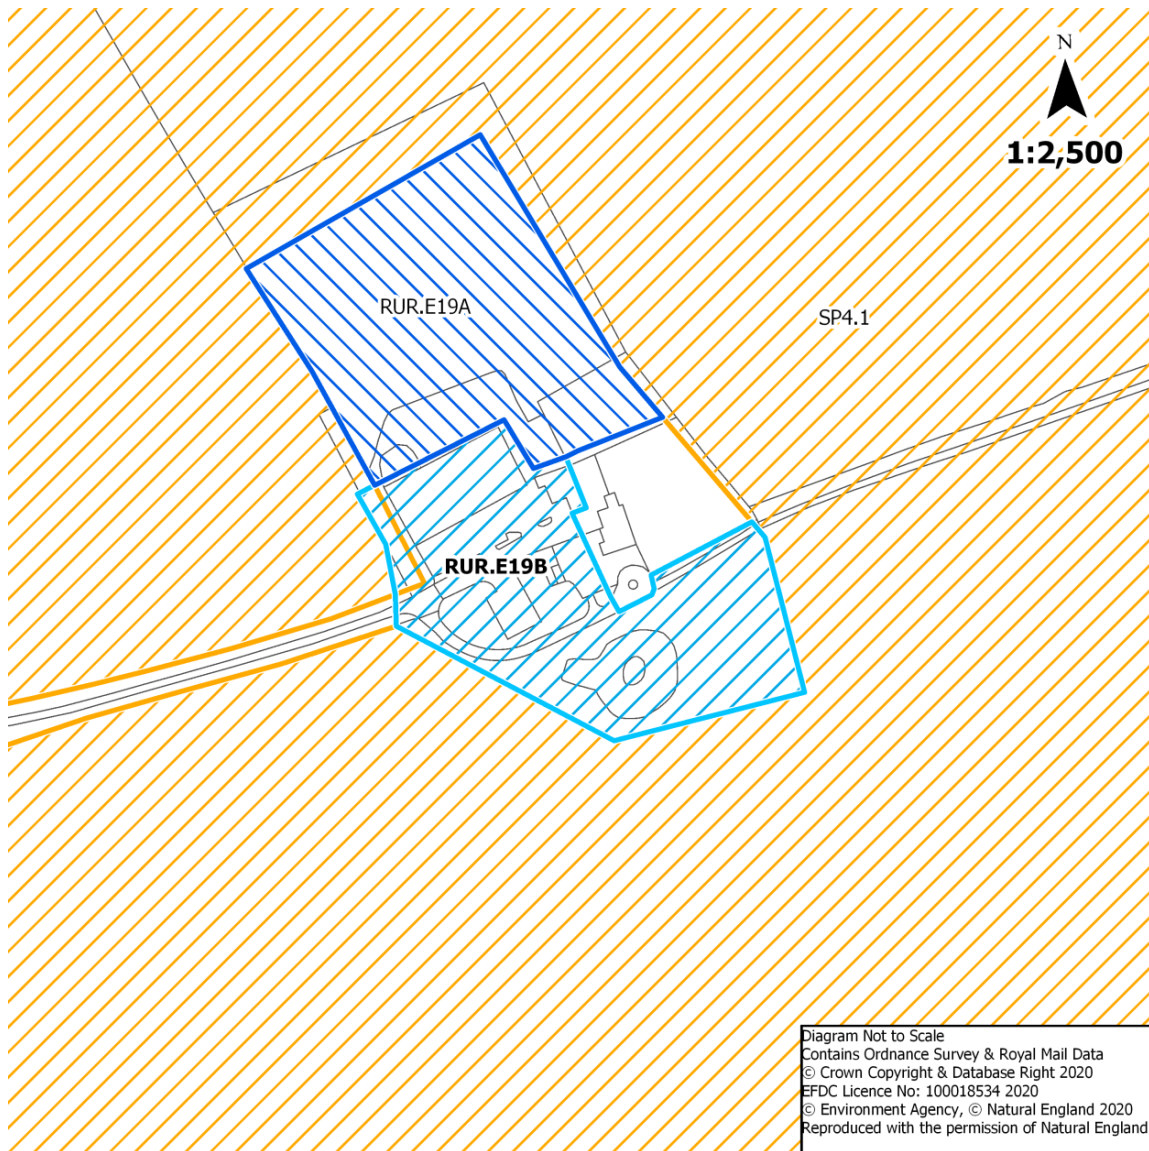 N
1:2,500
RUR.E19A
SP4.1
RUR.E19B
Diagram Not to Scale
Contains Ordnance Survey & Royal Mail Data
© Crown Copyright & Database Right 2020
EFDC Licence No: 100018534 2020
© Environment Agency, © Natural England 2020
Reproduced with the permission of Natural England